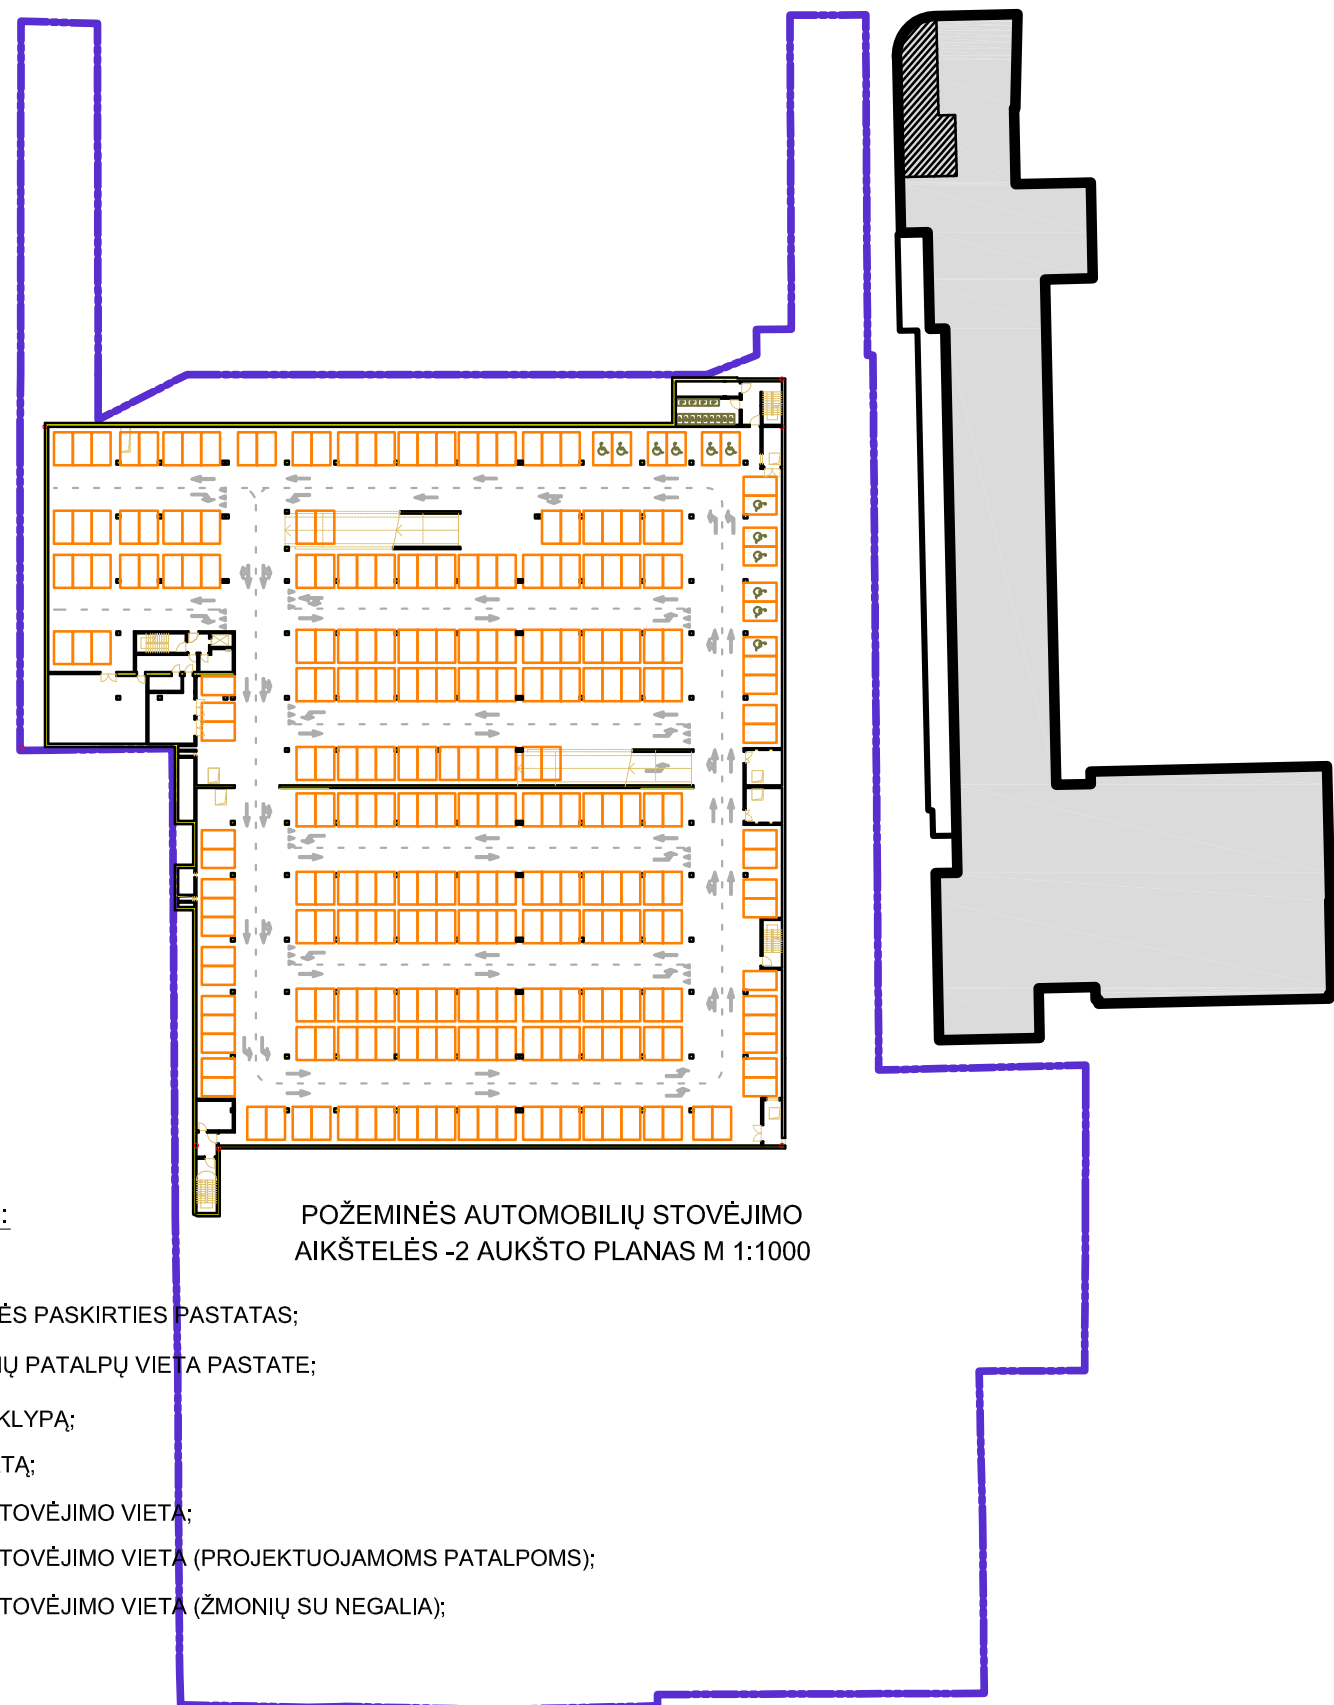 :
POŽEMINĖS AUTOMOBILIŲ STOVĖJIMO
AIKŠTELĖS -2 AUKŠTO PLANAS M 1:1000
ĖS PASKIRTIES PASTATAS;
IŲ PATALPŲ VIETA PASTATE;
KLYPĄ;
TĄ;
TOVĖJIMO VIETA;
TOVĖJIMO VIETA (PROJEKTUOJAMOMS PATALPOMS);
TOVĖJIMO VIETA (ŽMONIŲ SU NEGALIA);